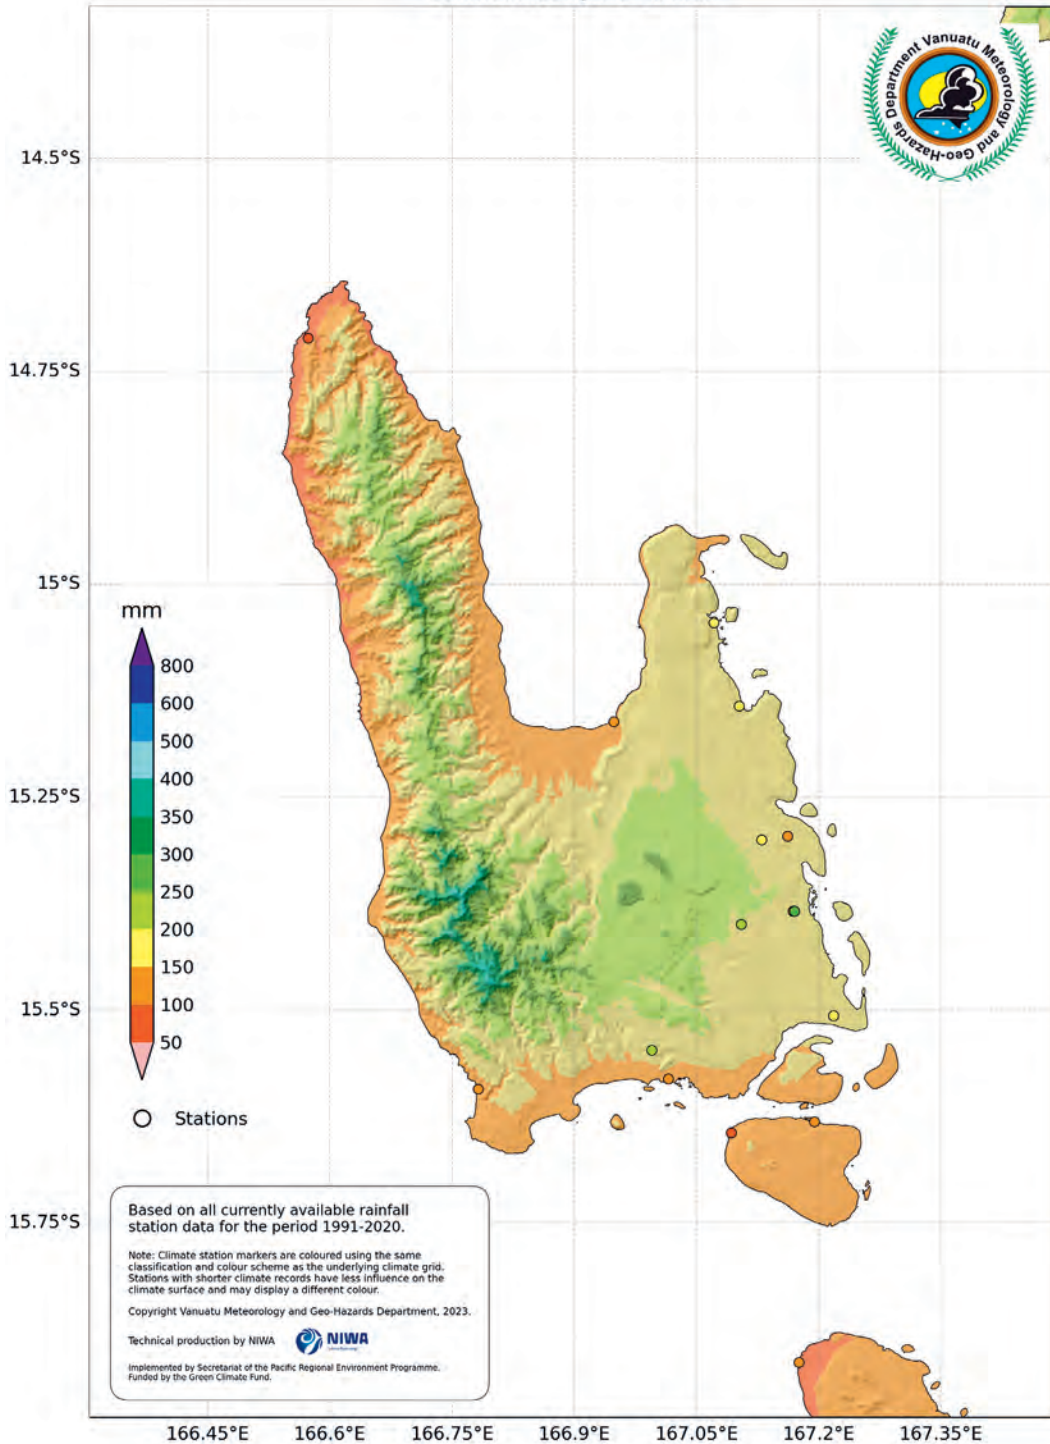 Vanuatu Meteorology and Geo-Hazards Department
14.5°S
14.75°S
15°S
mm
800
600
500
400
350
300
250
200
150
100
50
15.25°S
15.5°S
Stations
15.75°S
Based on all currently available rainfall
station data for the period 1991-2020.
Note: Climate station markers are coloured using the same
classification and colour scheme as the underlying climate grid.
Stations with shorter climate records have less influence on the
climate surface and may display a different colour.
Copyright Vanuatu Meteorology and Geo-Hazards Department, 2023.
Technical production by NIWA
NIWA
Implemented by Secretariat of the Pacific Regional Environment Programme.
Funded by the Green Climate Fund.
166.45°E 166.6°E 166.75°E 166.9°E 167.05°E 167.2°E 167.35°E